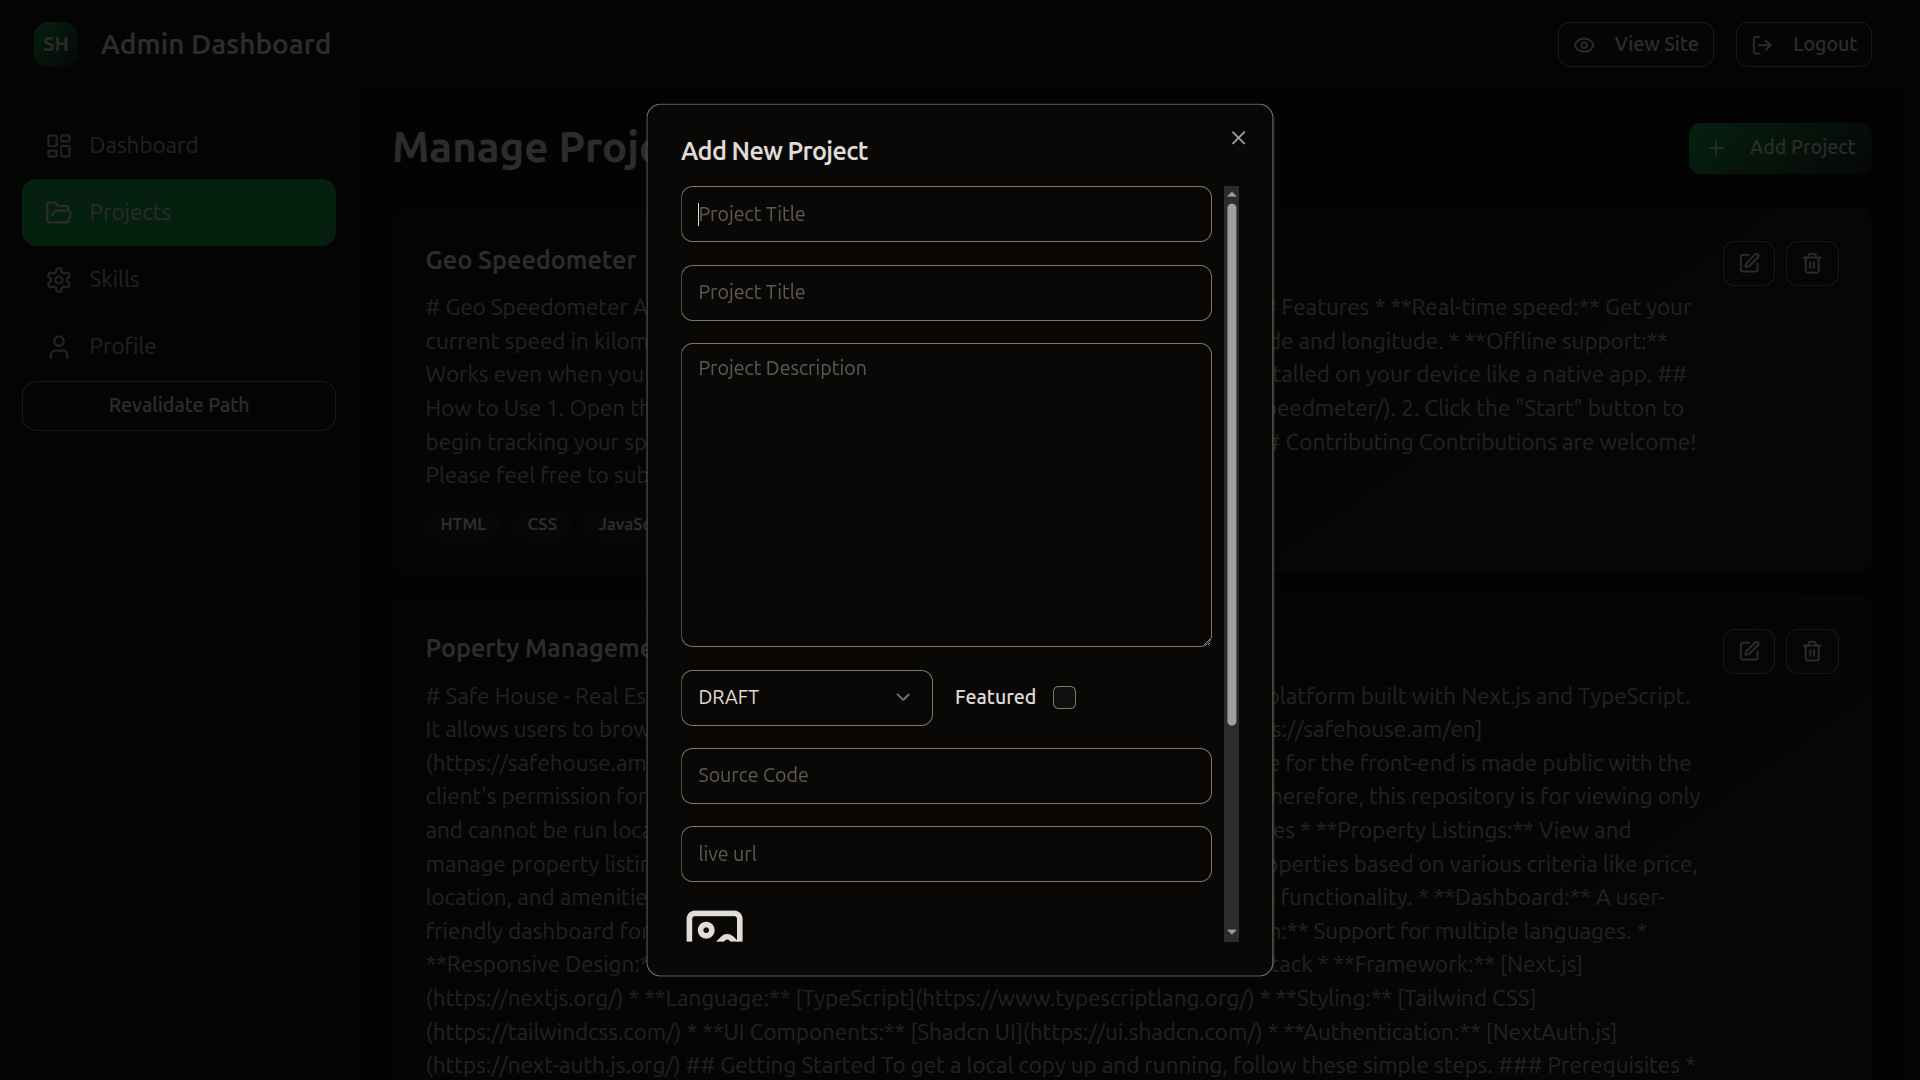 SH
Admin Dashboard
View Site
Logout
Dashboard
Projects
Skills
Profile
Revalidate Path
Manage Proje
Add Project
Geo Speedometer
# Geo Speedometer A
current speed in kilom
Works even when you
How to Use 1. Open th
begin tracking your sp
Please feel free to sub
# Features * **Real-time speed:** Get your
de and longitude. * **Offline support:**
talled on your device like a native app. ##
peedmeter/). 2. Click the "Start" button to
# Contributing Contributions are welcome!
HTML
CSS
JavaSc
Add New Project
Project Title
Project Title
Project Description
DRAFT
Featured
Source Code
live url
Poperty Manageme
# Safe House - Real Es
It allows users to brow
(https://safehouse.am
client's permission for
and cannot be run loca
manage property listin
location, and amenitie
friendly dashboard for
**Responsive Design:*
platform built with Next.js and TypeScript.
s://safehouse.am/en]
e for the front-end is made public with the
herefore, this repository is for viewing only
es * **Property Listings:** View and
perties based on various criteria like price,
functionality. * **Dashboard:** A user-
n:** Support for multiple languages. *
tack * **Framework:** [Next.js]
(https://nextjs.org/) * **Language:** [TypeScript](https://www.typescriptlang.org/) * **Styling:** [Tailwind CSS]
(https://tailwindcss.com/) * **UI Components:** [Shadcn UI](https://ui.shadcn.com/) * **Authentication:** [NextAuth.js]
(https://next-auth.js.org/) ## Getting Started To get a local copy up and running, follow these simple steps. ### Prerequisites *